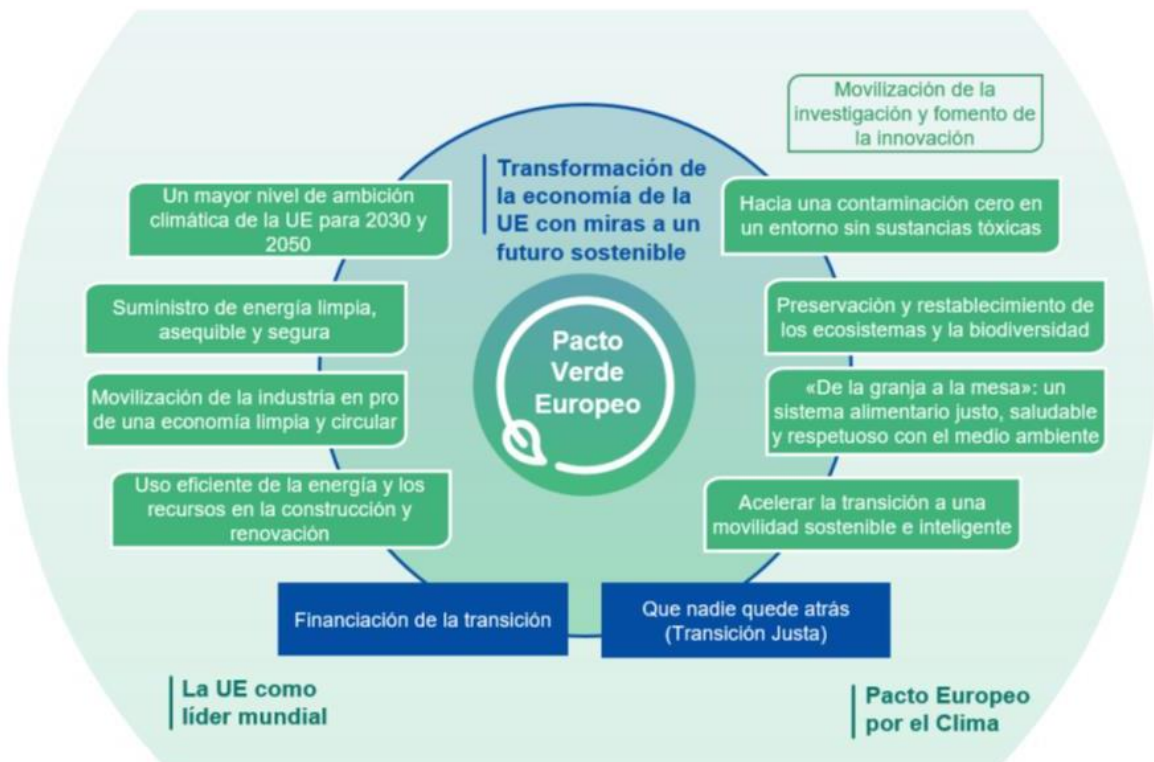 Movilización de la
investigación y fomento de
la innovación
Transformación de
la economía de la
UE con miras a un
futuro sostenible
Un mayor nivel de ambición
climática de la UE para 2030 y
2050
Suministro de energía limpia,
asequible y segura
Movilización de la industria en pro
de una economía limpia y circular
Uso eficiente de la energía y los
recursos en la construcción y
renovación
Pacto
Verde
Europeo
Hacia una contaminación cero en
un entorno sin sustancias tóxicas
Preservación y restablecimiento de
los ecosistemas y la biodiversidad
«De la granja a la mesa»: un
sistema alimentario justo, saludable
y respetuoso con el medio ambiente
Acelerar la transición a una
movilidad sostenible e inteligente
Financiación de la transición
Que nadie quede atrás
(Transición Justa)
La UE como
líder mundial
Pacto Europeo
por el Clima